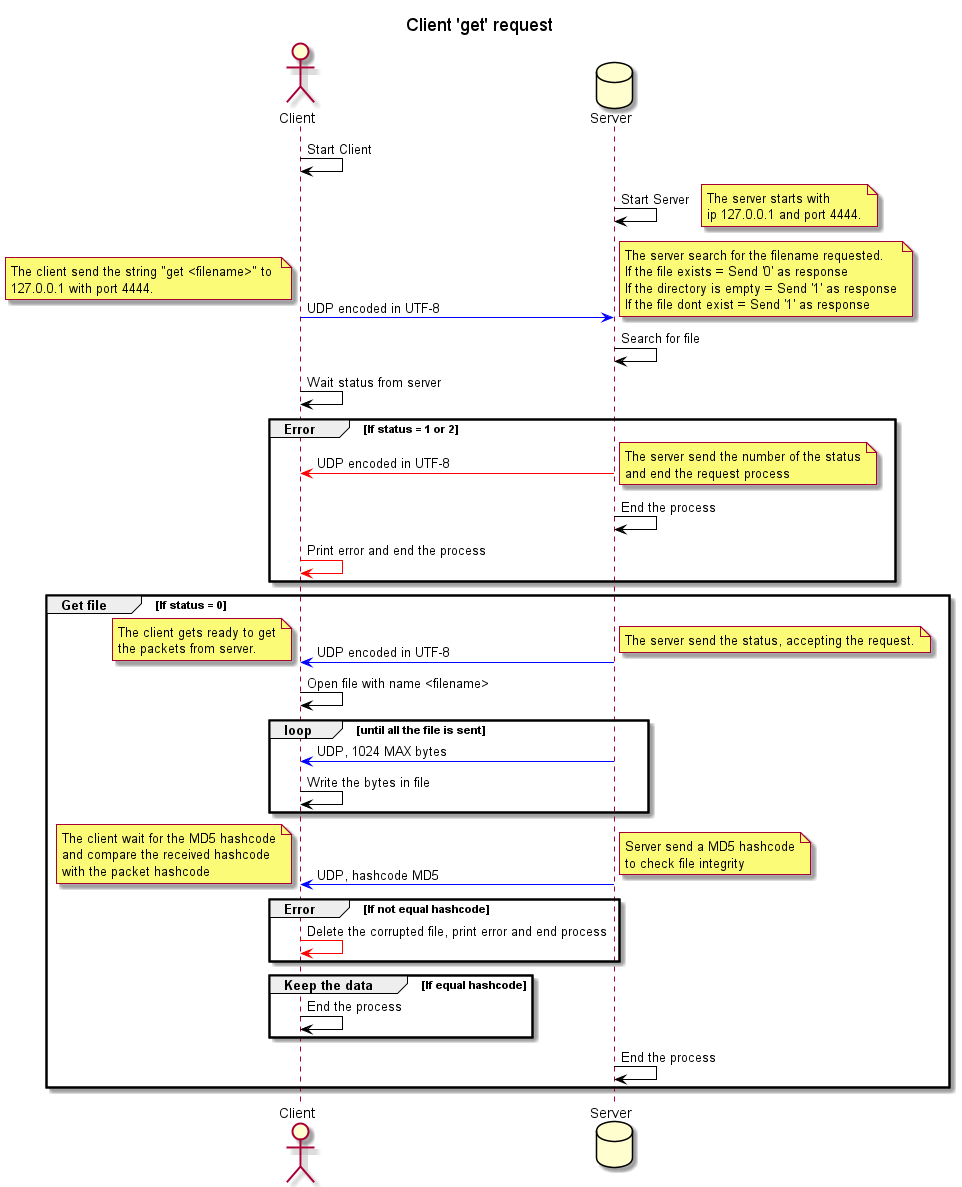 Client 'get' request
Client
Server
Start Client
Start Server
The server starts with
ip 127.0.0.1 and port 4444.
The client send the string "get <filename>" to
127.0.0.1 with port 4444.
UDP encoded in UTF-8
The server search for the filename requested.
If the file exists = Send '0' as response
If the directory is empty = Send '1' as response
If the file dont exist = Send '1' as response
Search for file
Wait status from server
Error
[If status = 1 or 2]
UDP encoded in UTF-8
The server send the number of the status
and end the request process
End the process
Print error and end the process
Get file
[If status = 0]
The client gets ready to get
the packets from server.
UDP encoded in UTF-8
The server send the status, accepting the request.
Open file with name <filename>
loop
[until all the file is sent]
UDP, 1024 MAX bytes
Write the bytes in file
The client wait for the MD5 hashcode
and compare the received hashcode
with the packet hashcode
UDP, hashcode MD5
Server send a MD5 hashcode
to check file integrity
Error
[If not equal hashcode]
Delete the corrupted file, print error and end process
Keep the data
[If equal hashcode]
End the process
End the process
Client
Server